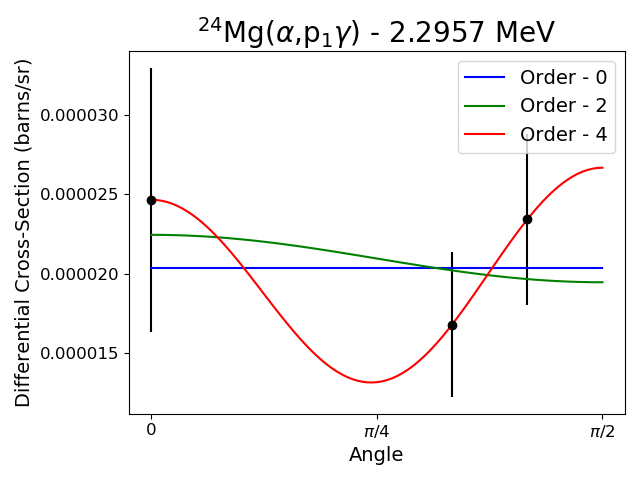 ²⁴Mg(α,p₁γ) - 2.2957 MeV
Differential Cross-Section (barns/sr)
0.000030
0.000025
0.000020
0.000015
Order - 0
Order - 2
Order - 4
0
π/4
π/2
Angle